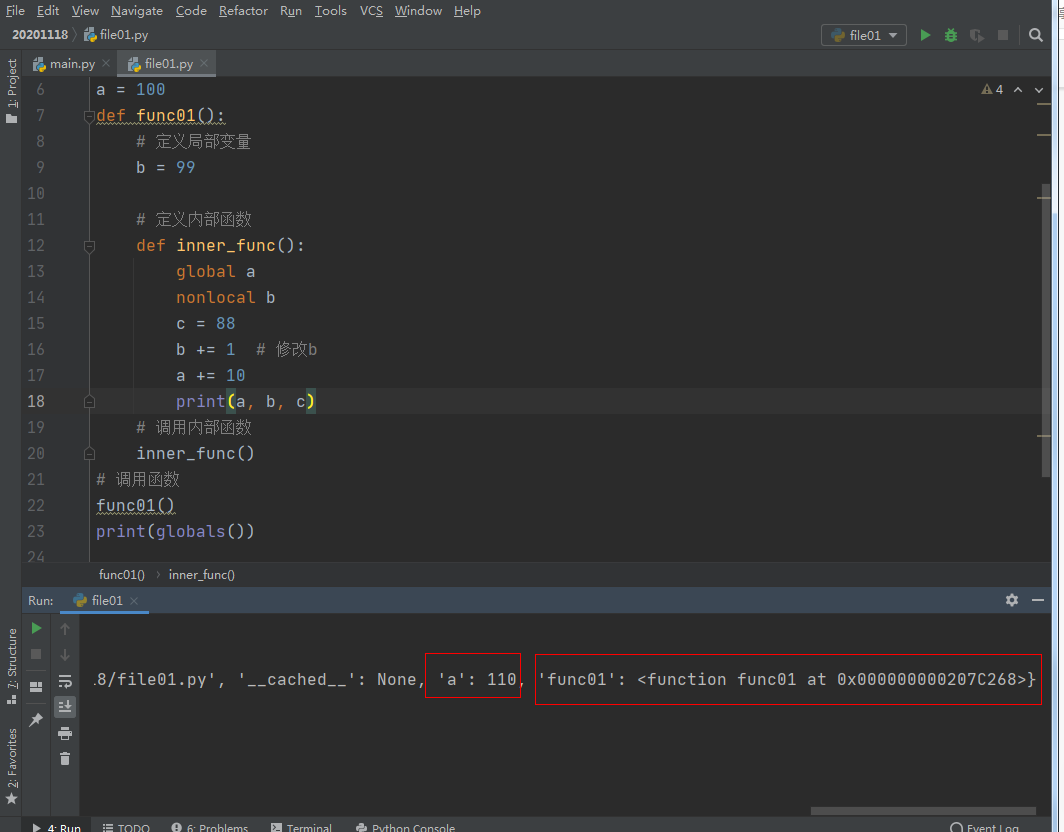 File Edit View Navigate Code Refactor Run Tools VCS Window Help
20201118 file01.py
file01
main.py file01.py
1: Project
4
6 a = 100
7 def func01():
8 # 定义局部变量
9 b = 99
10
11 # 定义内部函数
12 def inner_func():
13 global a
14 nonlocal b
15 c = 88
16 b += 1 # 修改b
17 a += 10
18 print(a, b, c)
19 # 调用内部函数
20 inner_func()
21 # 调用函数
22 func01()
23 print(globals())
24
func01() inner_func()
Run: file01
.8/file01.py', '__cached__': None, 'a': 110, 'func01': <function func01 at 0x000000000207C268>}
7: Structure
2: Favorites
4: Run TODO 6: Problems Terminal Python Console Event Log